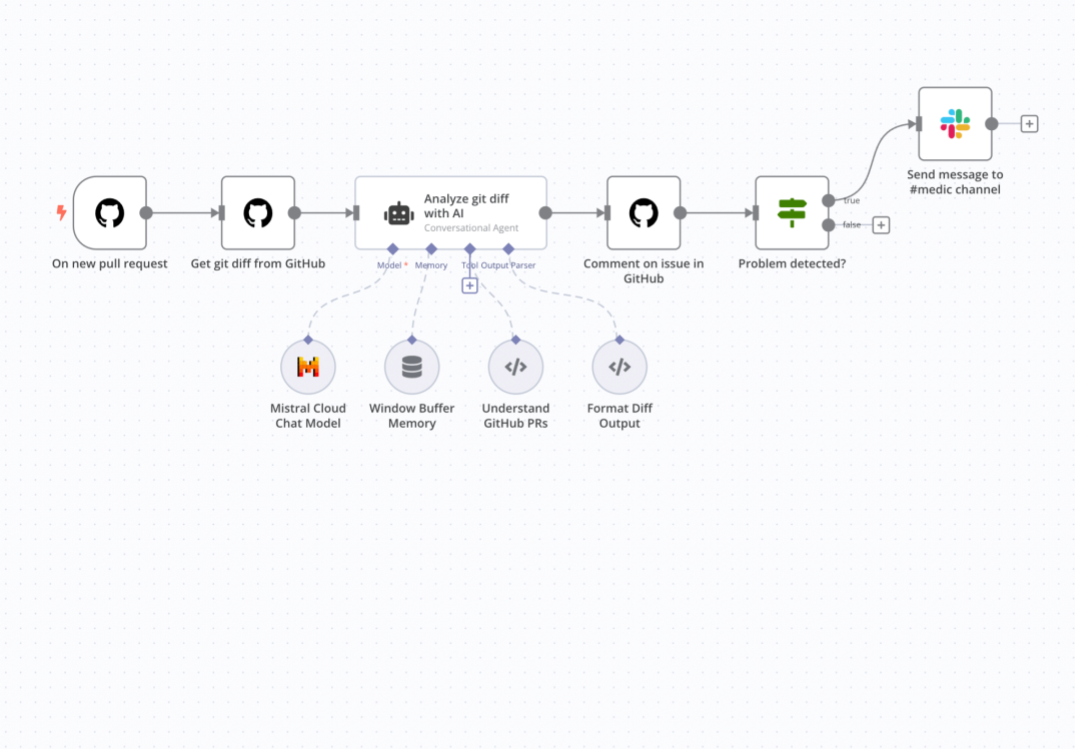 Send message to
#medic channel
Analyze git diff
with AI
Conversational Agent
true
false
On new pull request
Get git diff from GitHub
Model *
Memory
Tool
Output Parser
Comment on issue in
GitHub
Problem detected?
Mistral Cloud
Chat Model
Window Buffer
Memory
Understand
GitHub PRs
Format Diff
Output